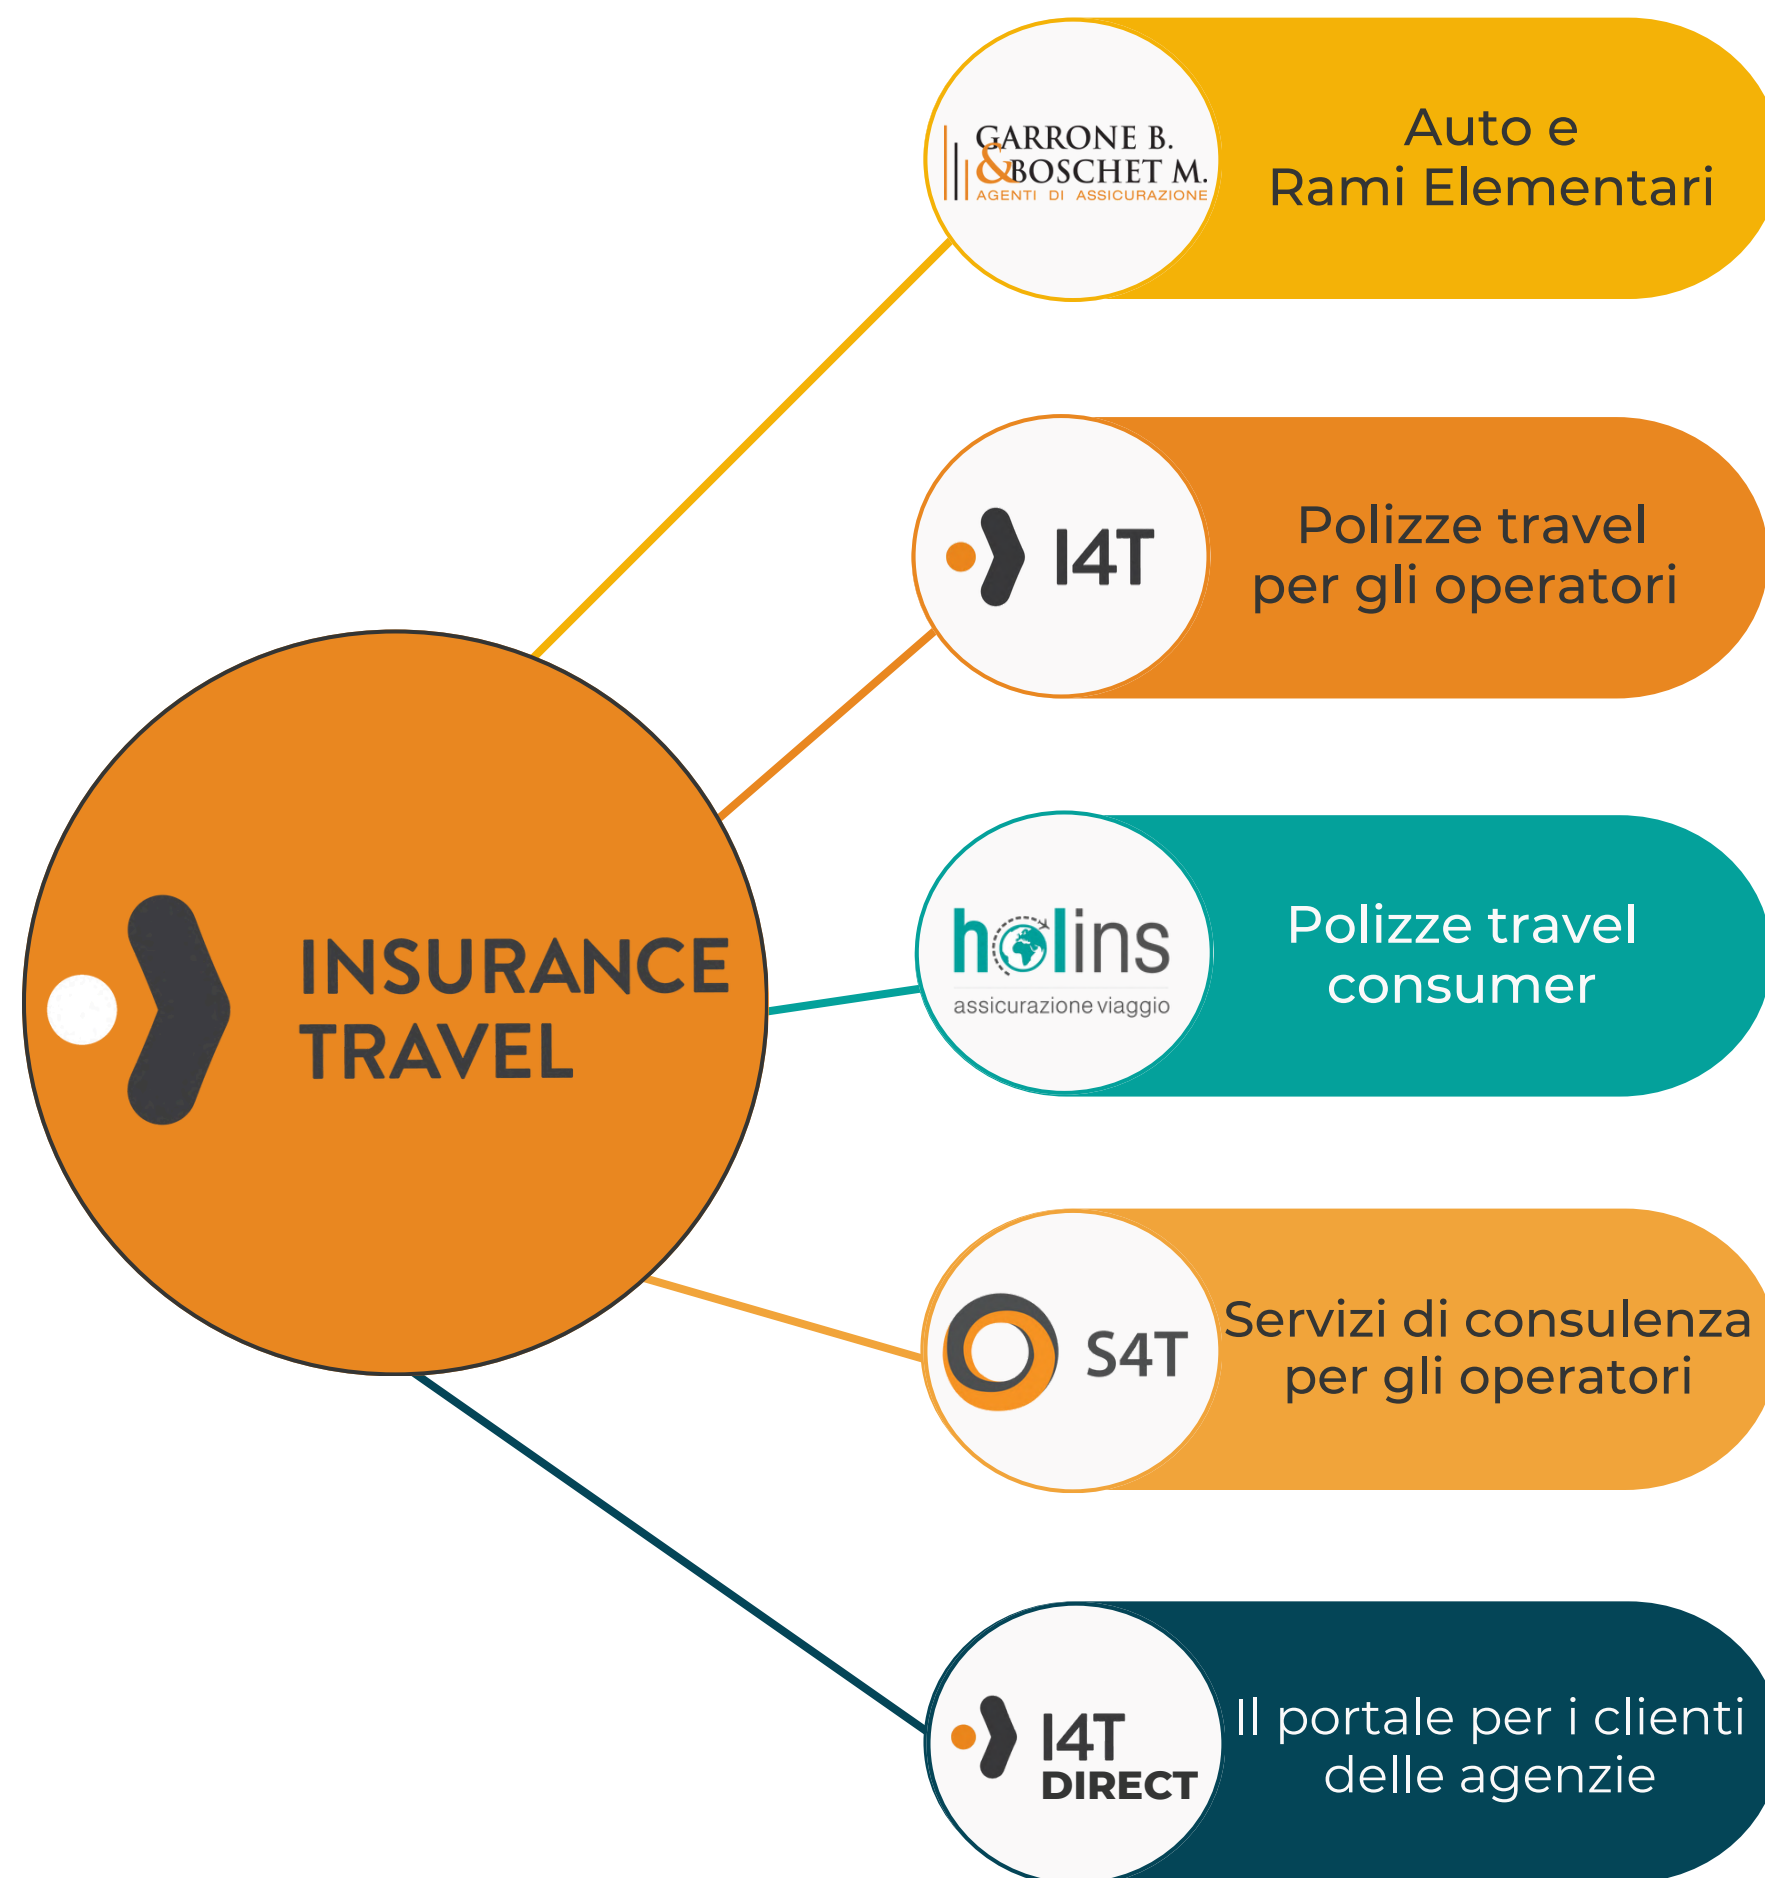 GARRONE B.
& BOSCHET M.
AGENTI DI ASSICURAZIONE
Auto e
Rami Elementari
I4T
Polizze travel
per gli operatori
INSURANCE
TRAVEL
holins
assicurazione viaggio
Polizze travel
consumer
S4T
Servizi di consulenza
per gli operatori
I4T
DIRECT
Il portale per i clienti
delle agenzie